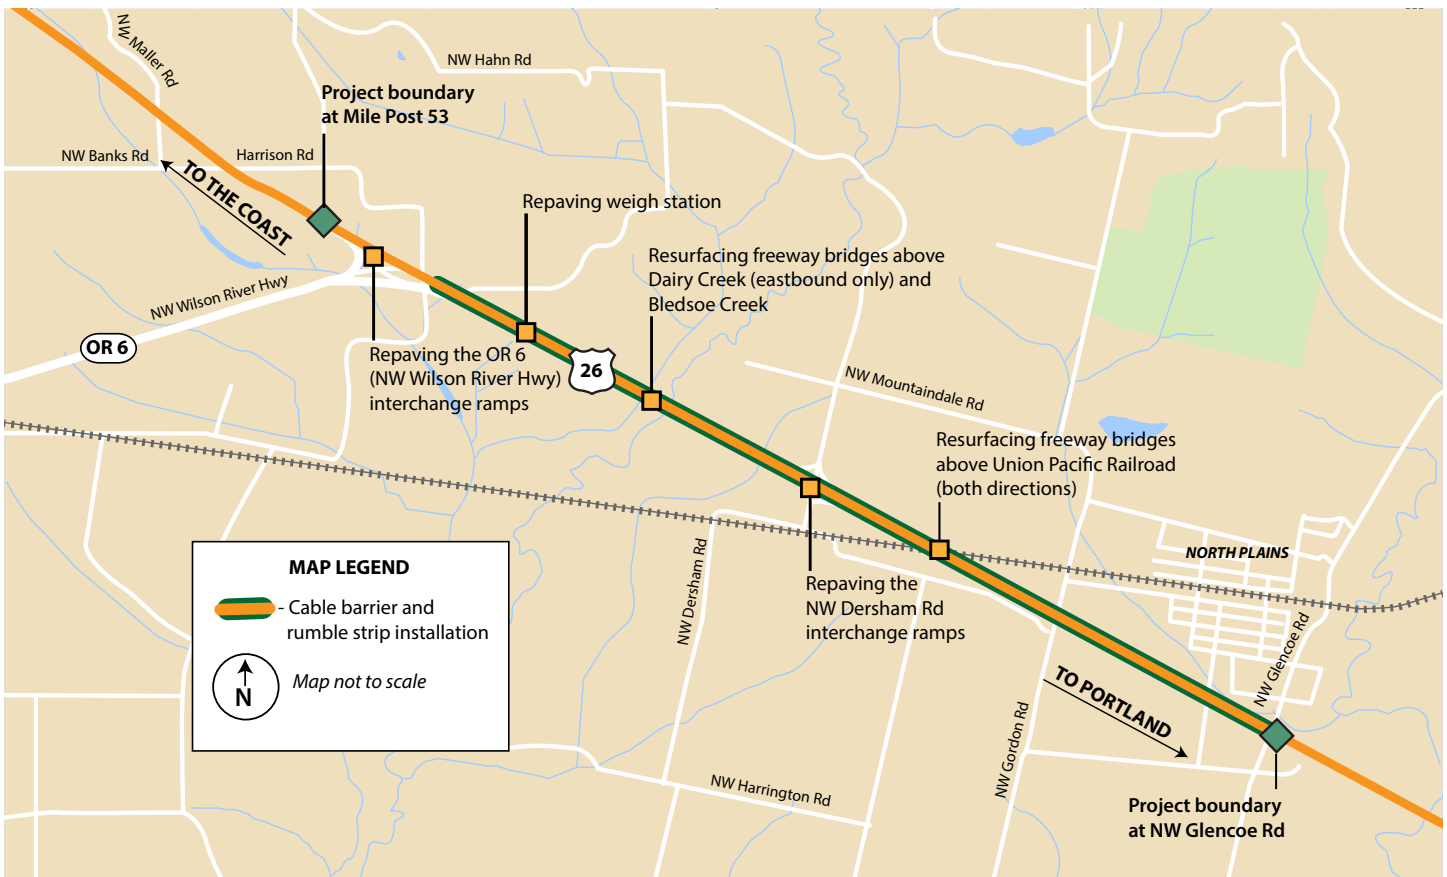 NW Maller Rd
NW Hahn Rd
Project boundary
at Mile Post 53
NW Banks Rd
Harrison Rd
TO THE COAST
Repaving weigh station
Resurfacing freeway bridges above
Dairy Creek (eastbound only) and
Bledsoe Creek
NW Wilson River Hwy
OR 6
Repaving the OR 6
(NW Wilson River Hwy)
interchange ramps
26
NW Mountaindale Rd
Resurfacing freeway bridges
above Union Pacific Railroad
(both directions)
NORTH PLAINS
MAP LEGEND
- Cable barrier and
rumble strip installation
N
Map not to scale
NW Dersham Rd
Repaving the
NW Dersham Rd
interchange ramps
NW Glencoe Rd
TO PORTLAND
NW Gordon Rd
NW Harrington Rd
Project boundary
at NW Glencoe Rd